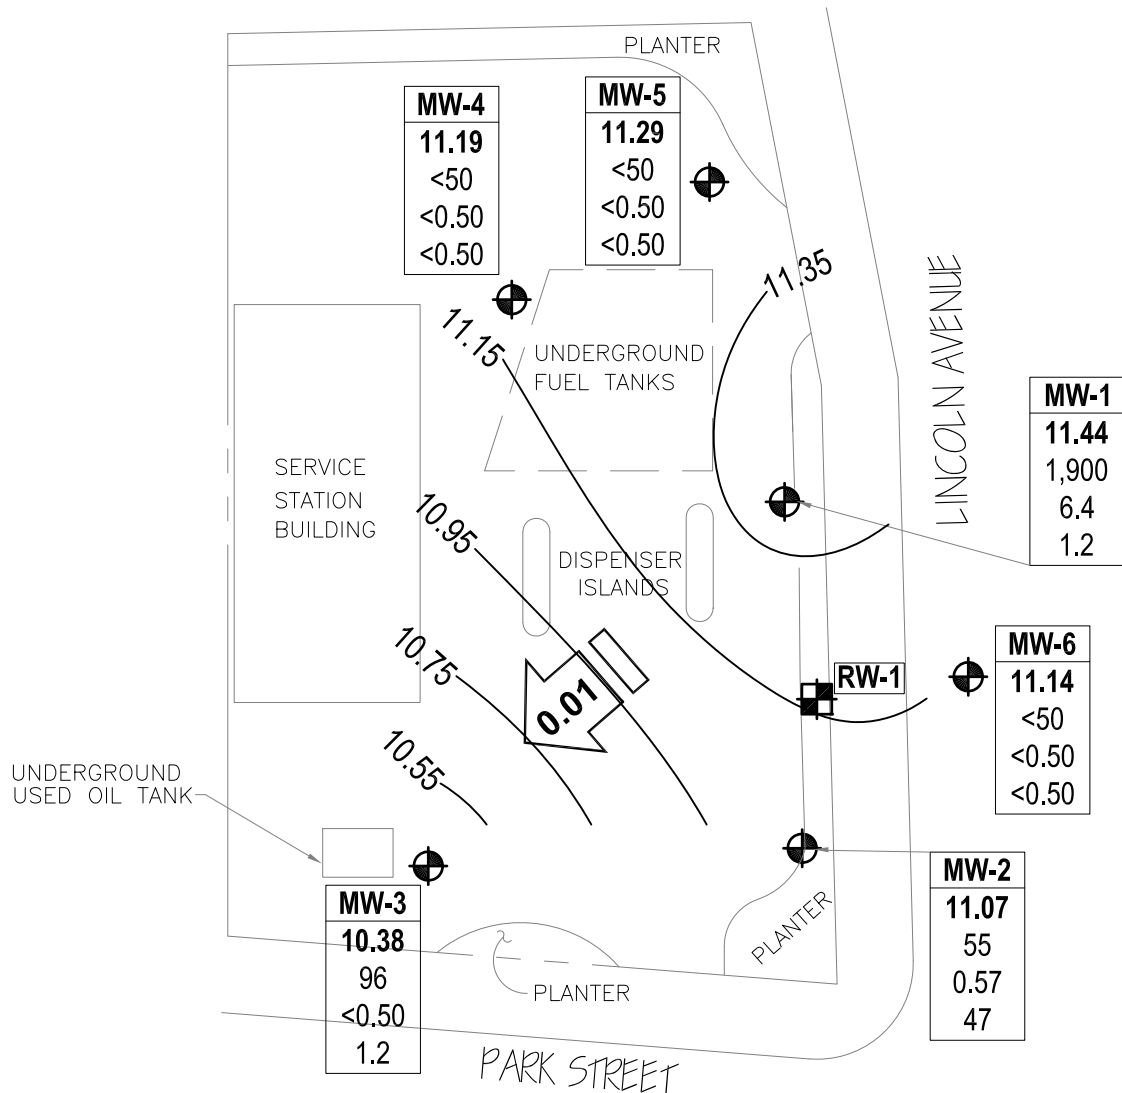 PLANTER
MW-4
11.19
<50
<0.50
<0.50
MW-5
11.29
<50
<0.50
<0.50
11.35
LINCOLN AVENUE
11.15
UNDERGROUND
FUEL TANKS
MW-1
11.44
1,900
6.4
1.2
SERVICE
STATION
BUILDING
10.95
DISPENSER
ISLANDS
10.75
0.01
RW-1
MW-6
11.14
<50
<0.50
<0.50
10.55
UNDERGROUND
USED OIL TANK
MW-3
10.38
96
<0.50
1.2
PLANTER
PLANTER
MW-2
11.07
55
0.57
47
PARK STREET